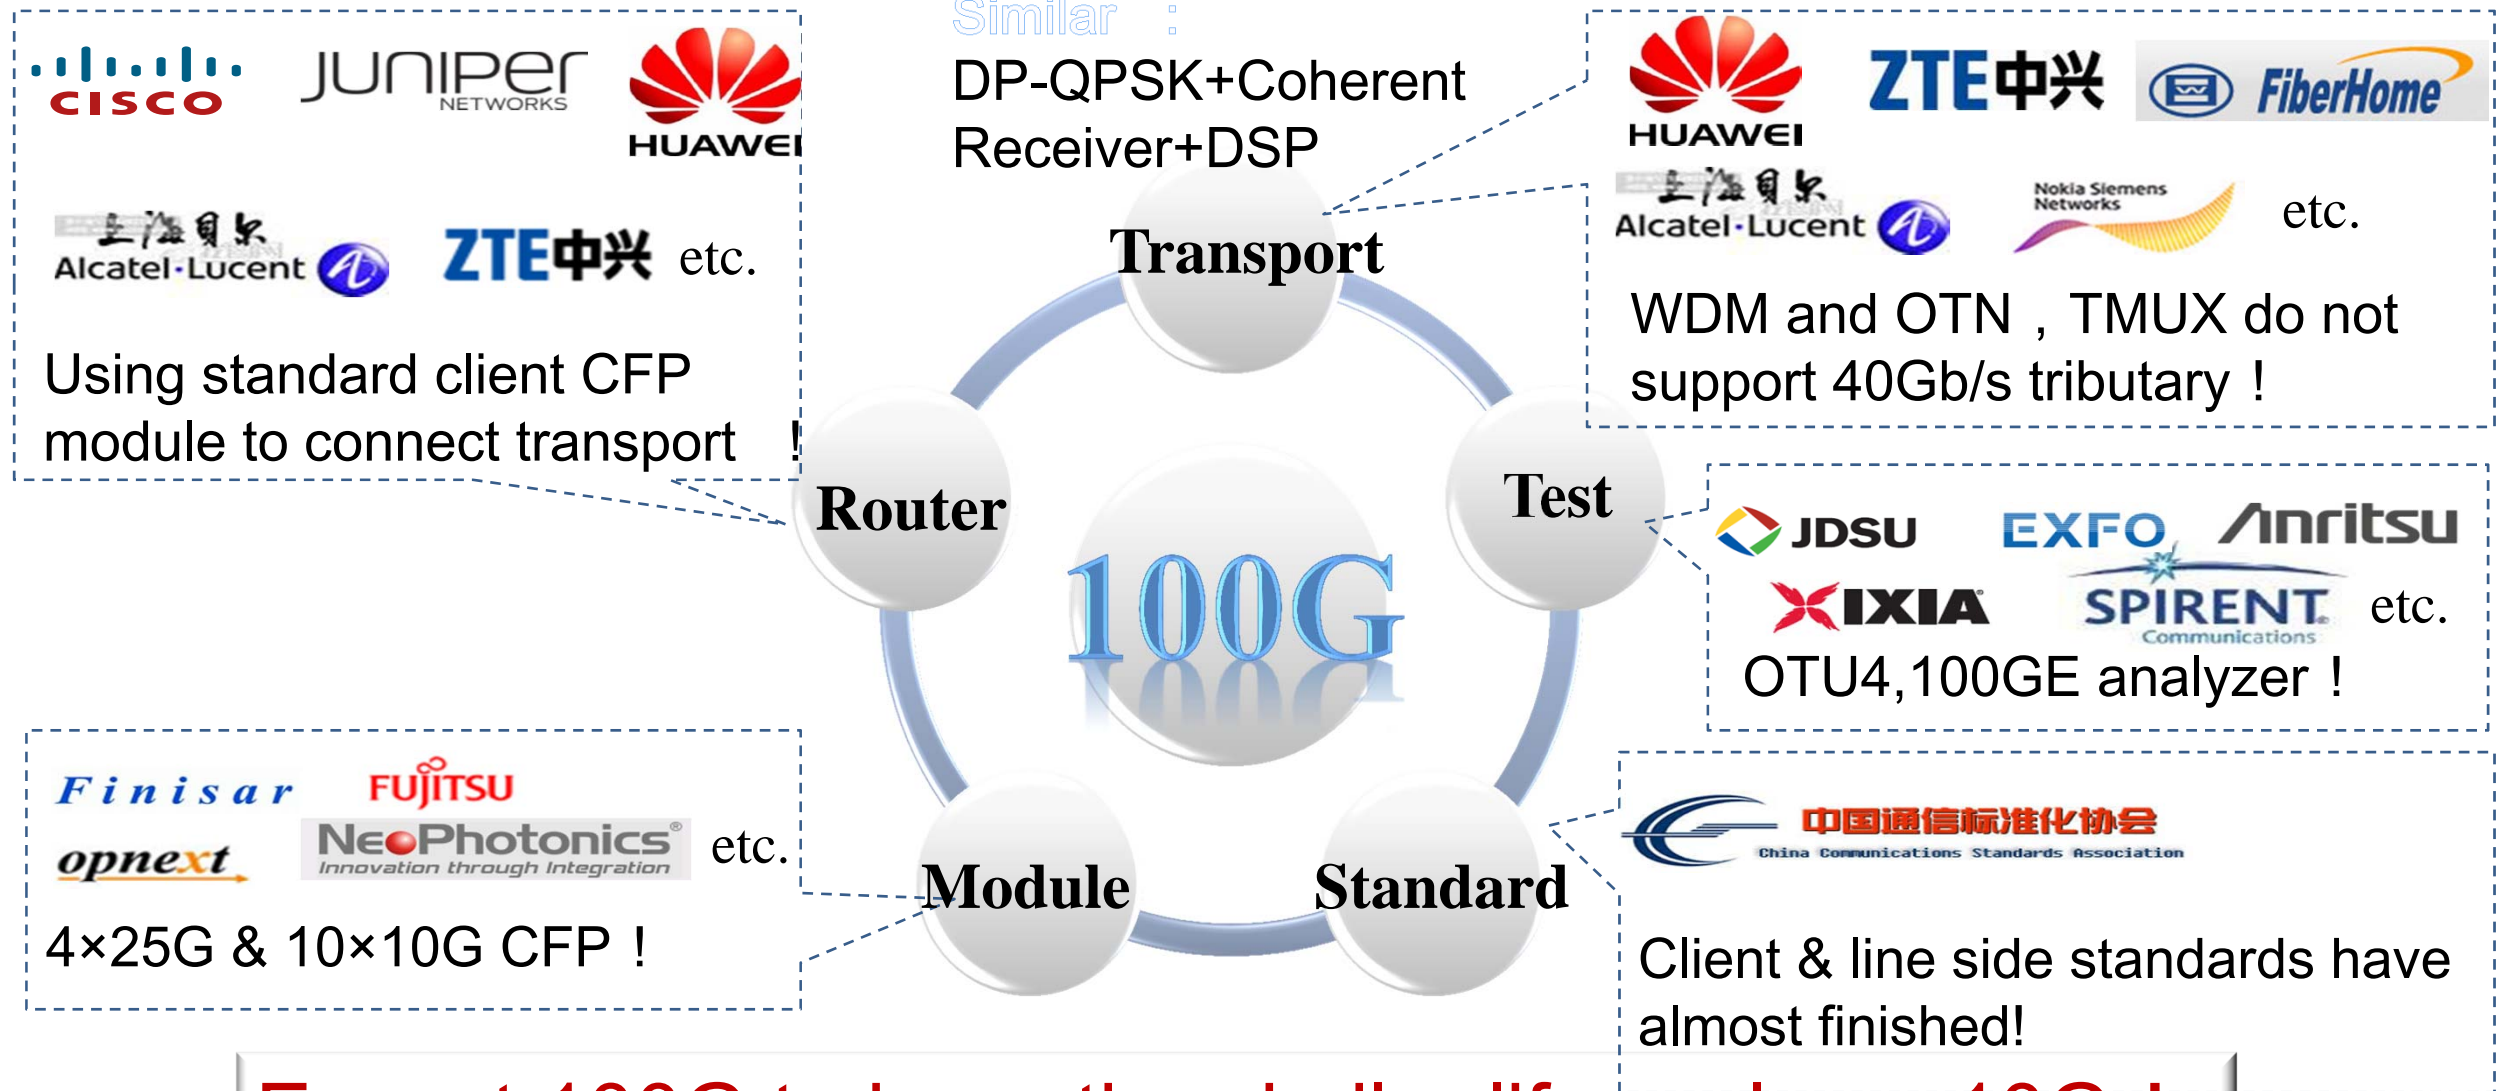 Similar :
DP-QPSK+Coherent
Receiver+DSP
CISCO
JUNIPER
NETWORKS
HUAWEI
上海贝尔
Alcatel·Lucent
ZTE中兴
etc.
Using standard client CFP
module to connect transport !
HUAWEI
ZTE中兴
FiberHome
上海贝尔
Alcatel·Lucent
Nokia Siemens
Networks
etc.
WDM and OTN , TMUX do not
support 40Gb/s tributary !
Transport
Router
Test
100G
Module
Standard
JDSU
EXFO
Anritsu
IXIA
SPIRENT
Communications
etc.
OTU4,100GE analyzer !
Finisar
FUJITSU
opnext
NeoPhotonics®
Innovation through Integration
etc.
4×25G & 10×10G CFP !
中国通信标准化协会
China Communications Standards Association
Client & line side standards have
almost finished!